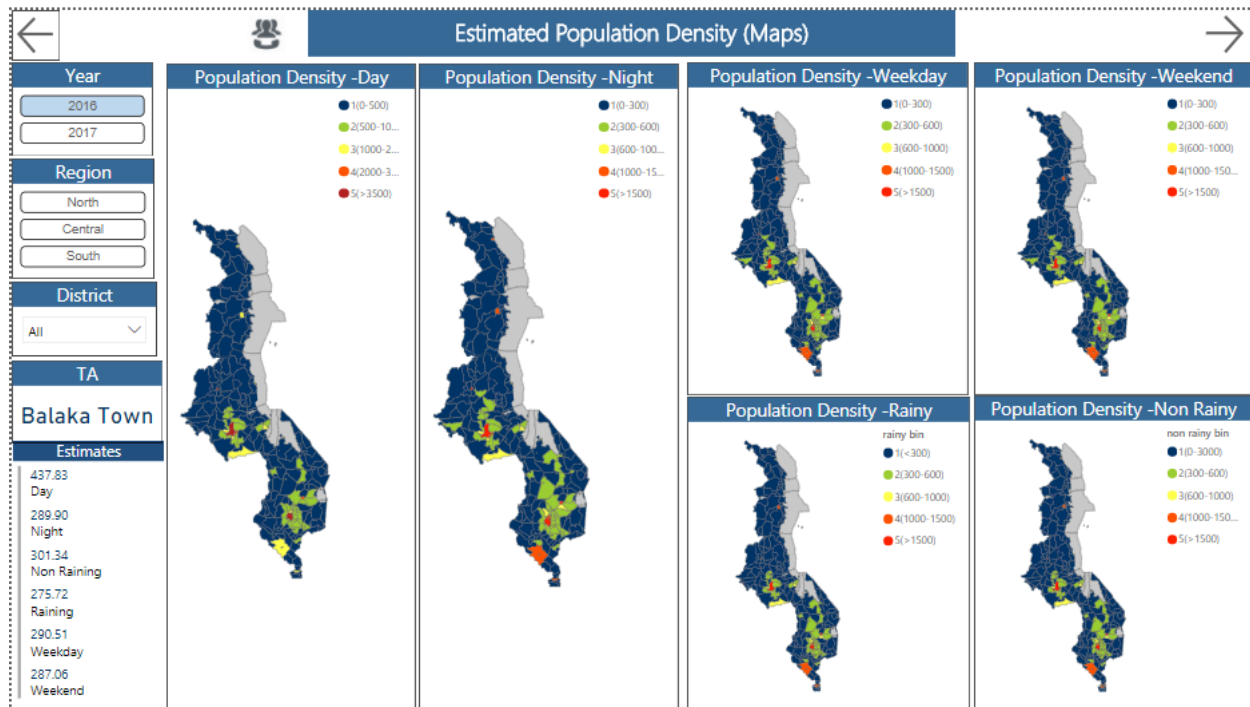 Estimated Population Density (Maps)
Year
2016
2017
Region
North
Central
South
District
All
TA
Balaka Town
Estimates
437.83
Day
289.90
Night
301.34
Non Raining
275.72
Raining
290.51
Weekday
287.06
Weekend
Population Density -Day
1(0-500)
2(500-10...
3(1000-2...
4(2000-3...
5(>3500)
Population Density -Night
1(0-300)
2(300-600)
3(600-100...
4(1000-15...
5(>1500)
Population Density -Weekday
1(0-300)
2(300-600)
3(600-1000)
4(1000-1500)
5(>1500)
Population Density -Weekend
1(0-300)
2(300-600)
3(600-1000)
4(1000-150...
5(>1500)
Population Density -Rainy
rainy bin
1(<300)
2(300-600)
3(600-1000)
4(1000-1500)
5(>1500)
Population Density -Non Rainy
non rainy bin
1(0-3000)
2(300-600)
3(600-1000)
4(1000-150...
5(>1500)